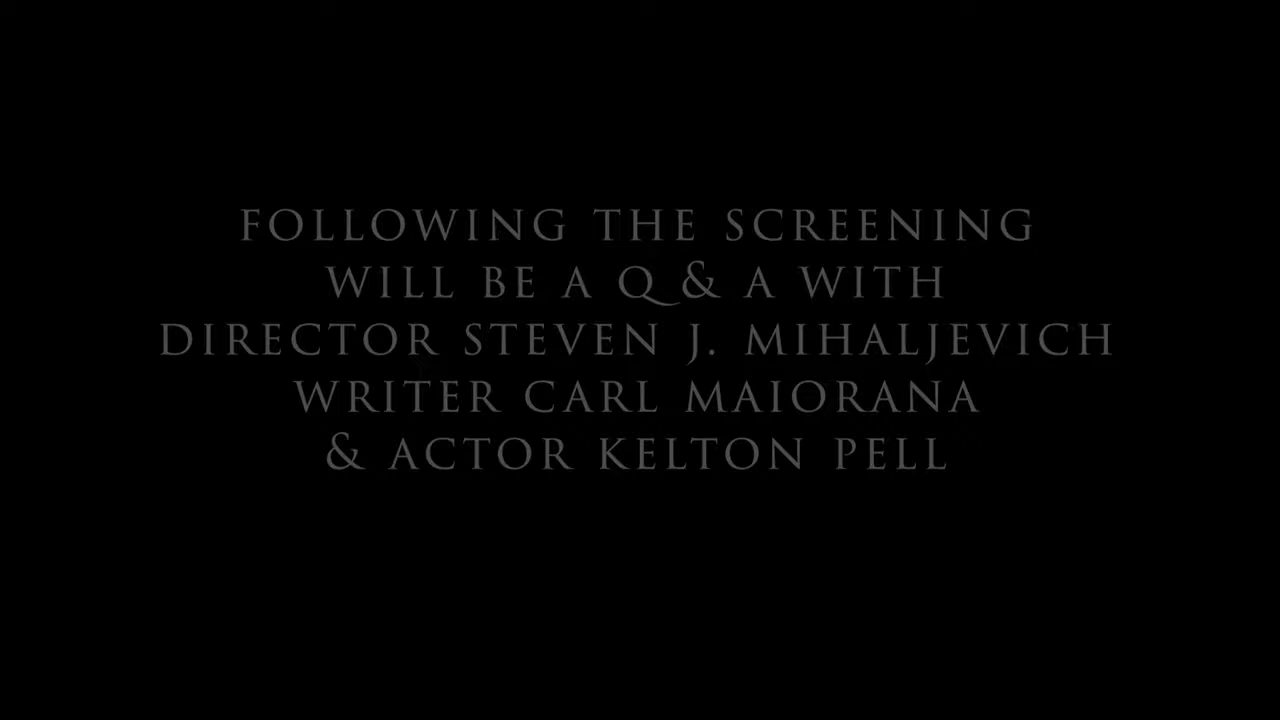 FOLLOWING THE SCREENING
WILL BE A Q & A WITH
DIRECTOR STEVEN J. MIHALJEVICH
WRITER CARL MAIORANA
& ACTOR KELTON PELL